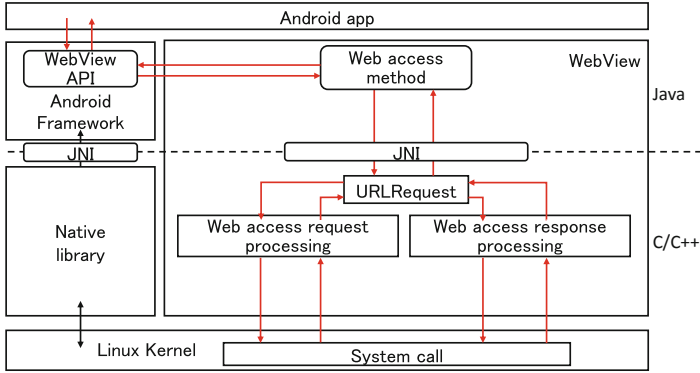 Android app
WebView
API
Android
Framework
Web access
method
WebView
Java
JNI
JNI
URLRequest
Web access request
processing
Web access response
processing
Native
library
C/C++
Linux Kernel
System call